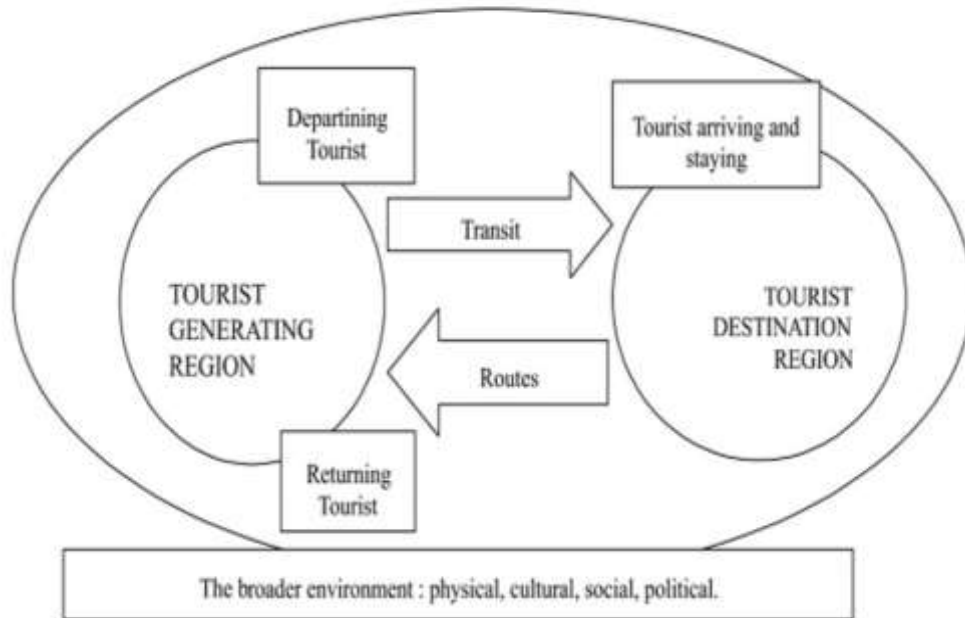 Departining
Tourist
Tourist arriving and
staying
Transit
TOURIST
GENERATING
REGION
TOURIST
DESTINATION
REGION
Routes
Returning
Tourist
The broader environment : physical, cultural, social, political.